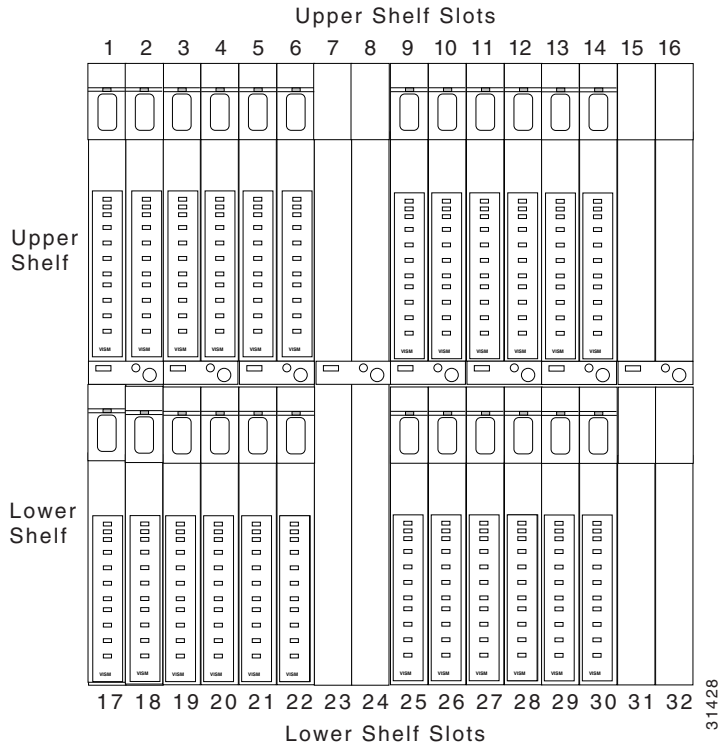 Upper Shelf Slots
1 2 3 4 5 6 7 8 9 10 11 12 13 14 15 16
Upper
Shelf
VISM VISM VISM VISM VISM VISM VISM VISM VISM VISM VISM VISM
Lower
Shelf
VISM VISM VISM VISM VISM VISM VISM VISM VISM VISM VISM VISM
17 18 19 20 21 22 23 24 25 26 27 28 29 30 31 32
Lower Shelf Slots
31428